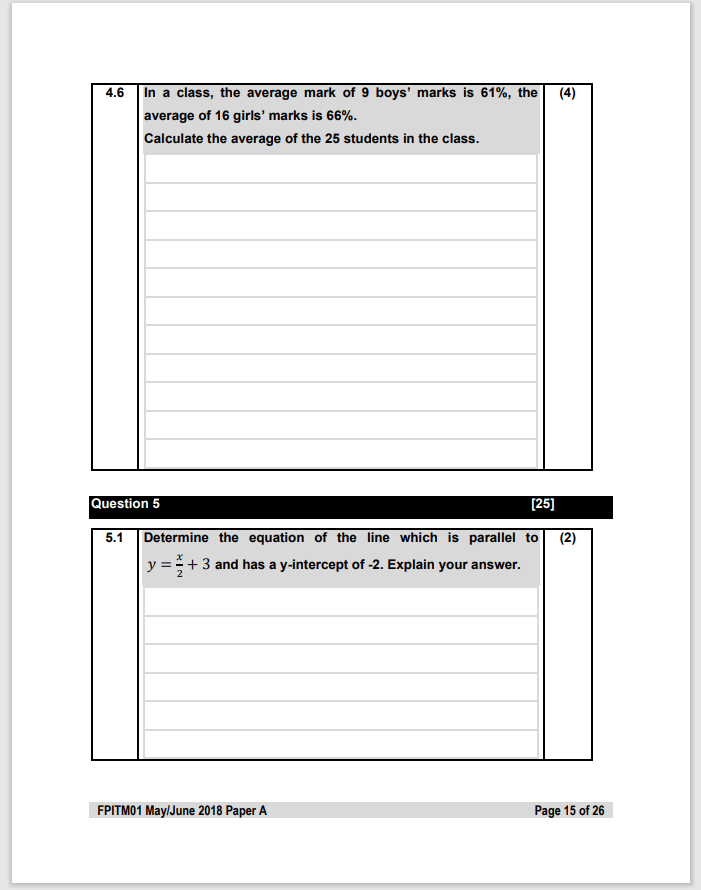 4.6 In a class, the average mark of 9 boys’ marks is 61%, the (4)
average of 16 girls’ marks is 66%.
Calculate the average of the 25 students in the class.
Question 5 [25]
5.1 Determine the equation of the line which is parallel to (2)
y = x/2 + 3 and has a y-intercept of -2. Explain your answer.
FPITM01 May/June 2018 Paper A Page 15 of 26